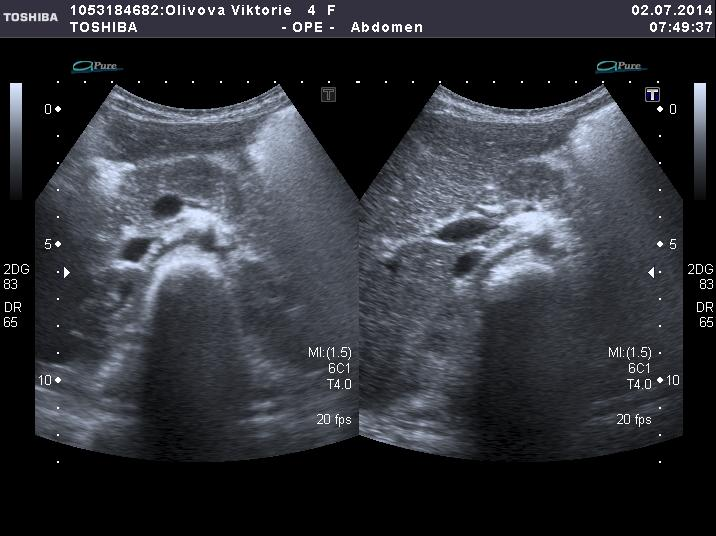 TOSHIBA
1053184682:Olivova Viktorie 4 F
TOSHIBA - OPE - Abdomen
02.07.2014
07:49:37
aPure
aPure
T
T
0
0
5
5
2DG
83
DR
65
2DG
83
DR
65
10
10
MI:(1.5)
6C1
T4.0
20 fps
MI:(1.5)
6C1
T4.0
20 fps